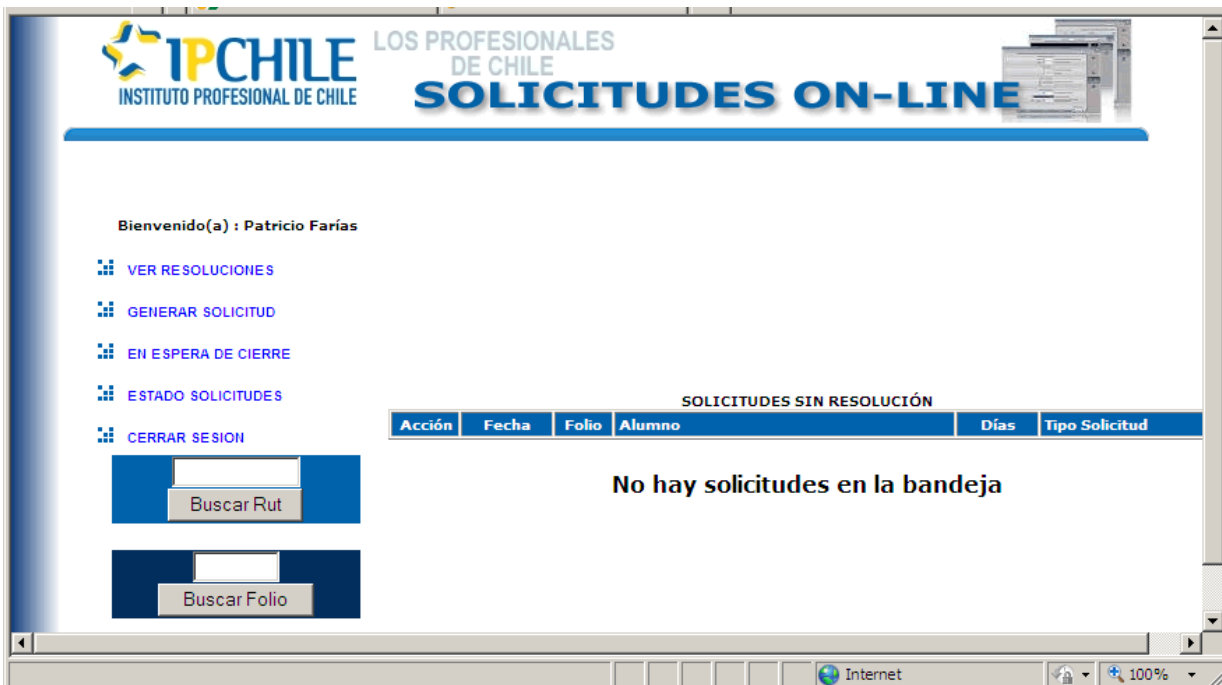 IPCHILE
INSTITUTO PROFESIONAL DE CHILE
LOS PROFESIONALES
DE CHILE
SOLICITUDES ON-LINE
Bienvenido(a) : Patricio Farías
VER RESOLUCIONES
GENERAR SOLICITUD
EN ESPERA DE CIERRE
ESTADO SOLICITUDES
CERRAR SESION
Buscar Rut
Buscar Folio
SOLICITUDES SIN RESOLUCIÓN
Acción Fecha Folio Alumno Días Tipo Solicitud
No hay solicitudes en la bandeja
Internet 100%